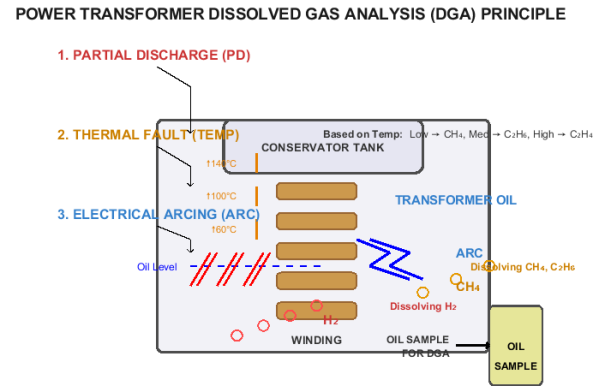 POWER TRANSFORMER DISSOLVED GAS ANALYSIS (DGA) PRINCIPLE
1. PARTIAL DISCHARGE (PD)
2. THERMAL FAULT (TEMP)
Based on Temp: Low → CH₄, Med → C₂H₆, High → C₂H₄
CONSERVATOR TANK
↑140°C
↑100°C
TRANSFORMER OIL
3. ELECTRICAL ARCING (ARC)
↑60°C
ARC
Oil Level
Dissolving CH₄, C₂H₆
CH₄
Dissolving H₂
H₂
WINDING
OIL SAMPLE
FOR DGA
OIL
SAMPLE